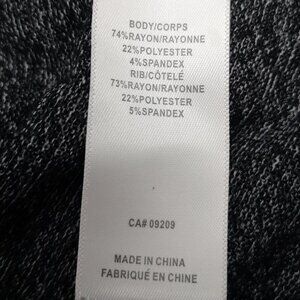 BODY/CORPS
74%RAYON/RAYONNE
22%POLYESTER
4%SPANDEX
RIB/CÔTELÉ
73%RAYON/RAYONNE
22%POLYESTER
5%SPANDEX
CA# 09209
MADE IN CHINA
FABRIQUÉ EN CHINE